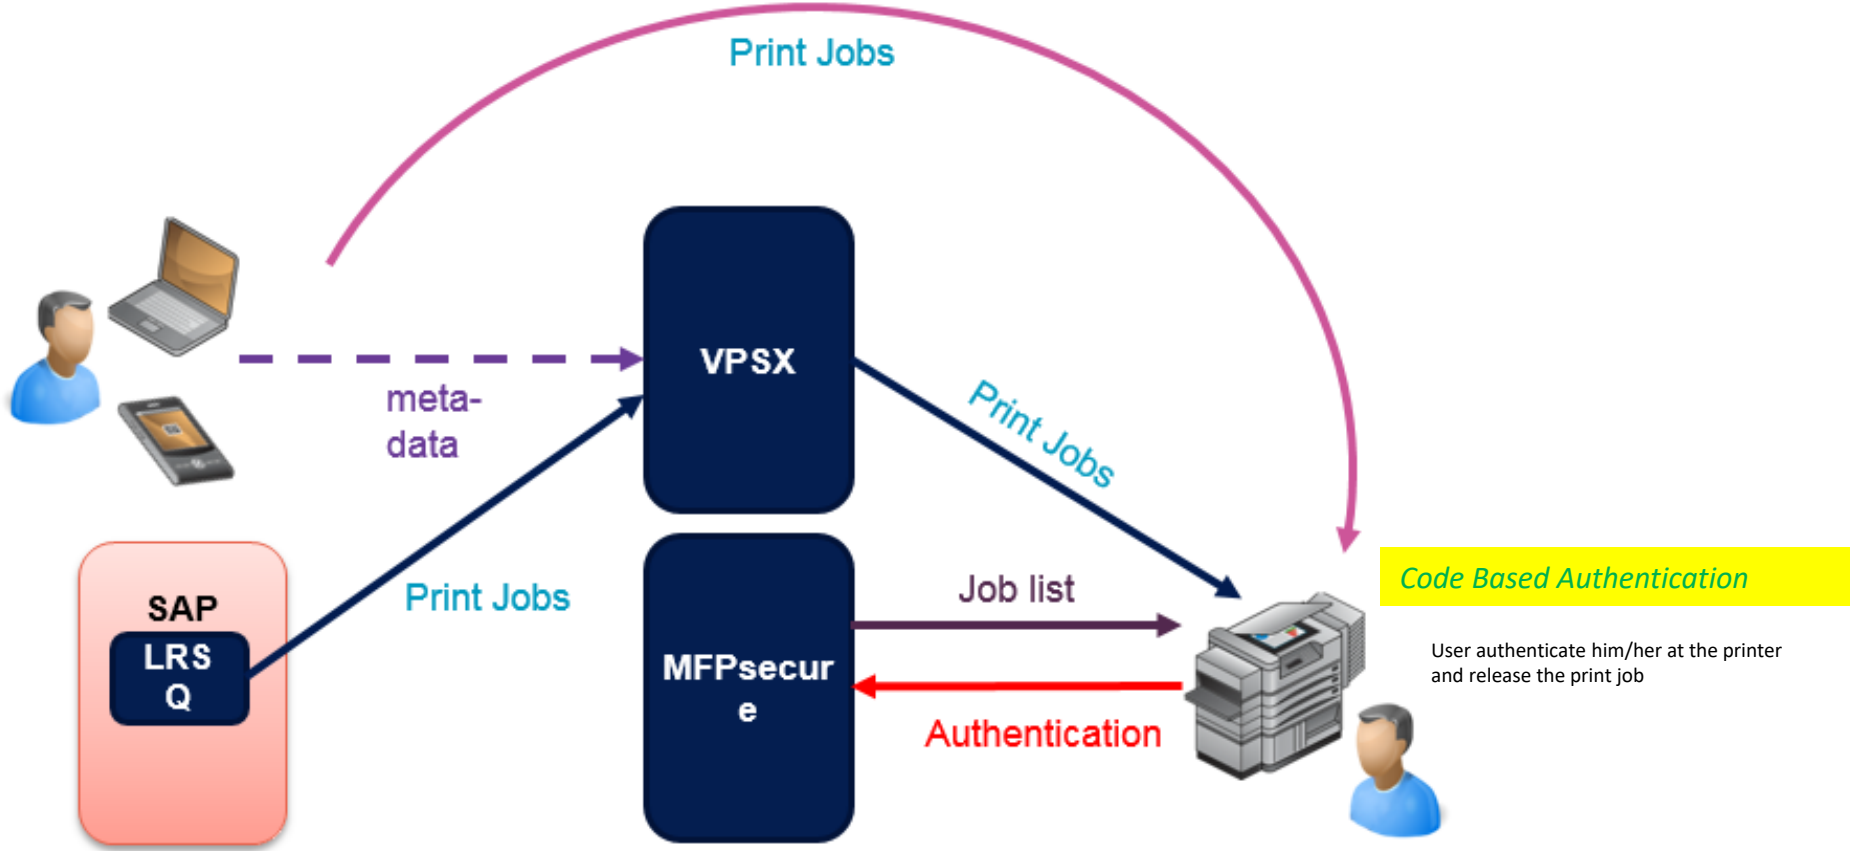 Print Jobs
VPSX
meta-
data
Print Jobs
Print Jobs
SAP
LRS
Q
MFPsecur
e
Job list
Authentication
Code Based Authentication
User authenticate him/her at the printer
and release the print job